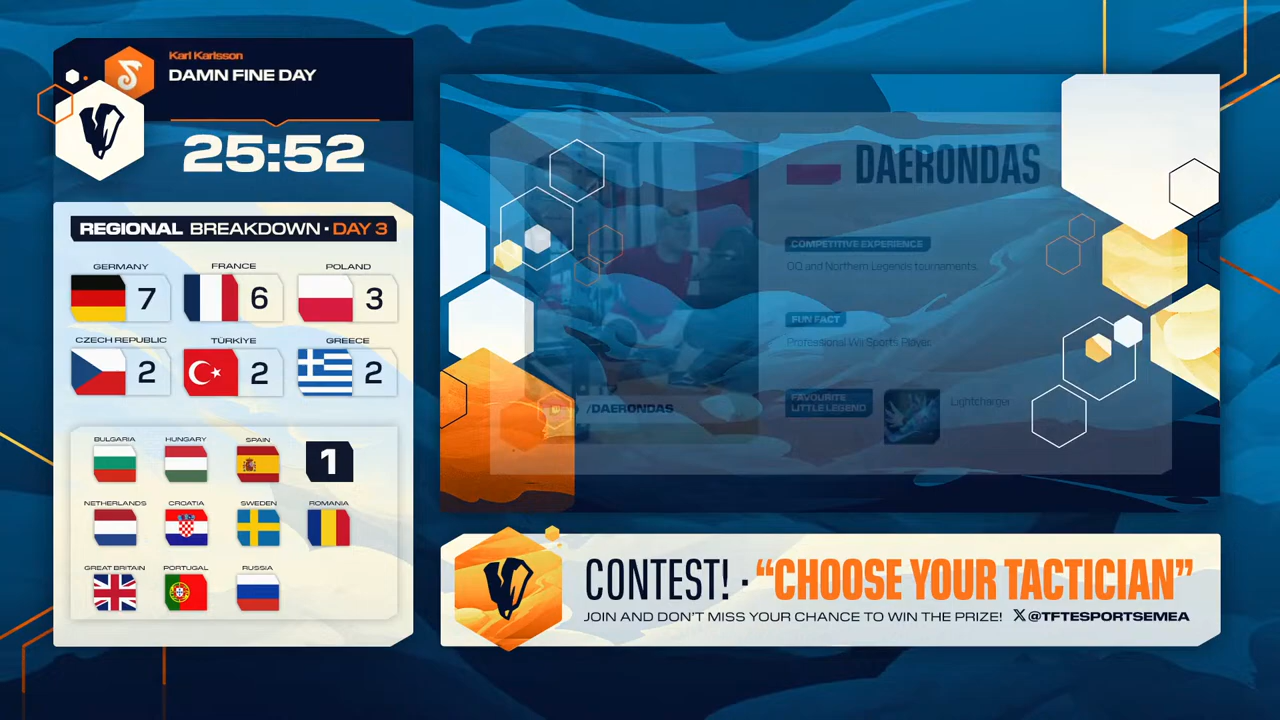 Karl Karlsson
DAMN FINE DAY
25:52
REGIONAL BREAKDOWN · DAY 3
GERMANY FRANCE POLAND
7 6 3
CZECH REPUBLIC TÜRKİYE GREECE
2 2 2
BULGARIA HUNGARY SPAIN
1
NETHERLANDS CROATIA SWEDEN ROMANIA
GREAT BRITAIN PORTUGAL RUSSIA
DAERONDAS
COMPETITIVE EXPERIENCE
OQ and Northern Legends tournaments.
FUN FACT
Professional Wii Sports Player.
/DAERONDAS
FAVOURITE
LITTLE LEGEND
Lightcharger
CONTEST! · “CHOOSE YOUR TACTICIAN”
JOIN AND DON'T MISS YOUR CHANCE TO WIN THE PRIZE! X@TFTESPORTSEMEA